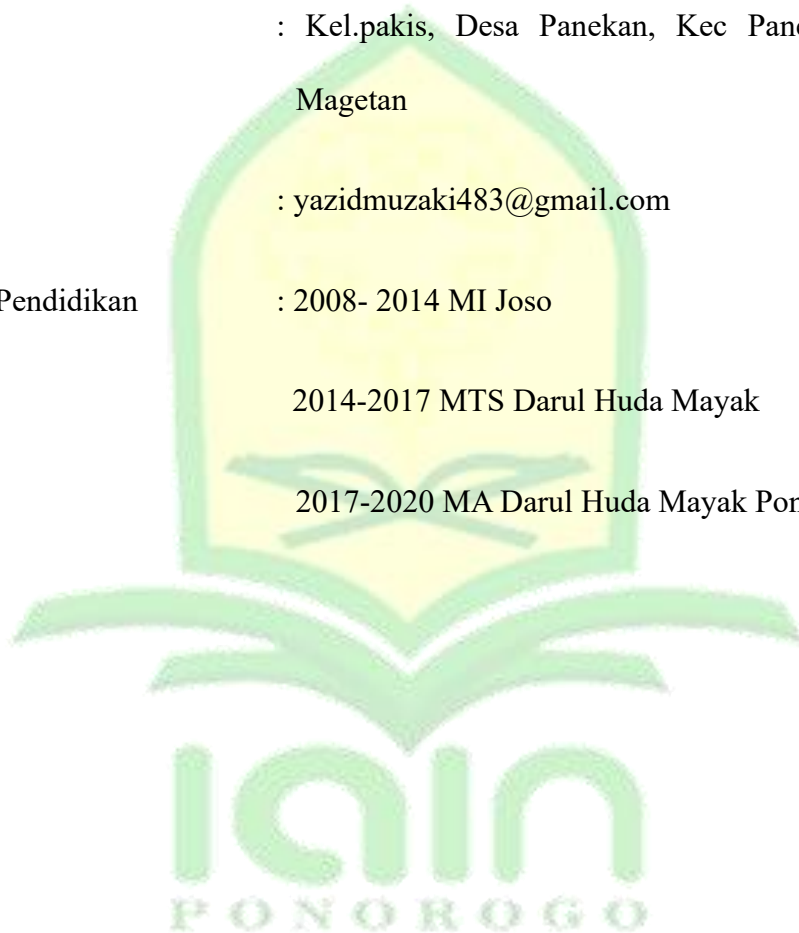 : Kel.pakis, Desa Panekan, Kec
Magetan
: yazidmuzaki483@gmail.com
Pendidikan : 2008- 2014 MI Joso
2014-2017 MTS Darul Huda Mayak
2017-2020 MA Darul Huda Mayak
IAIN
PONOROGO